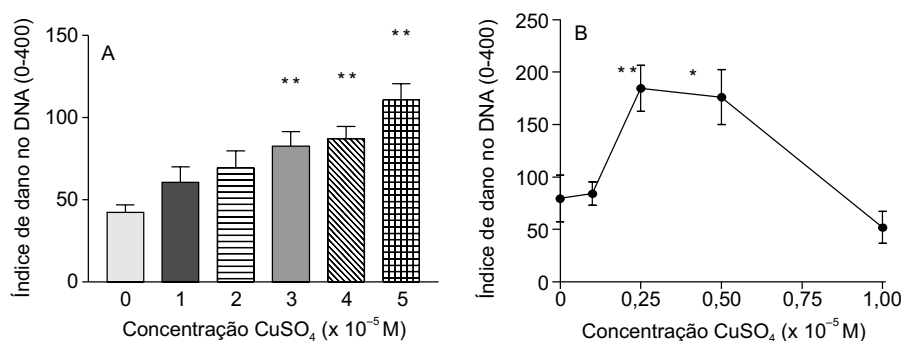 A
Índice de dano no DNA (0-400)
150
100
50
0
**
**
**
0 1 2 3 4 5
Concentração CuSO₄ (x 10⁻⁵ M)
B
Índice de dano no DNA (0-400)
250
200
150
100
50
0
** *
0 0,25 0,50 0,75 1,00
Concentração CuSO₄ (x 10⁻⁵ M)